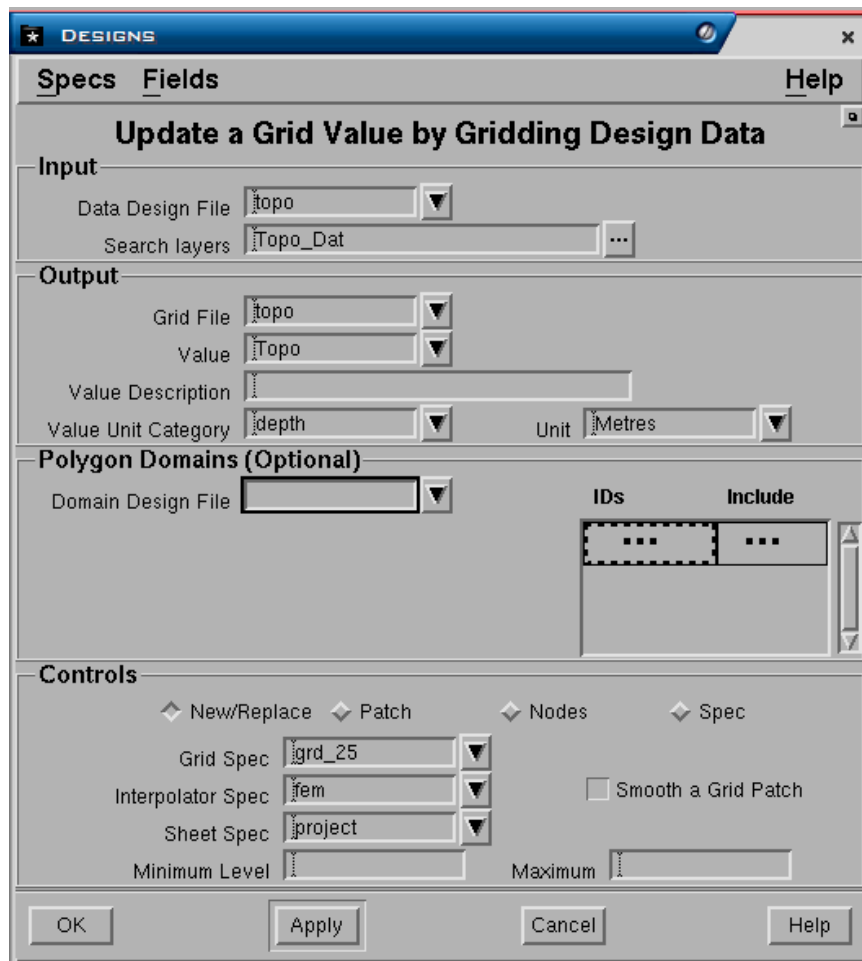 DESIGNS
Specs Fields Help
Update a Grid Value by Gridding Design Data
Input
Data Design File topo
Search layers Topo_Dat ...
Output
Grid File topo
Value Topo
Value Description
Value Unit Category depth Unit Metres
Polygon Domains (Optional)
Domain Design File
IDs Include
... ...
Controls
New/Replace Patch Nodes Spec
Grid Spec grd_25
Interpolator Spec fem Smooth a Grid Patch
Sheet Spec project
Minimum Level Maximum
OK Apply Cancel Help